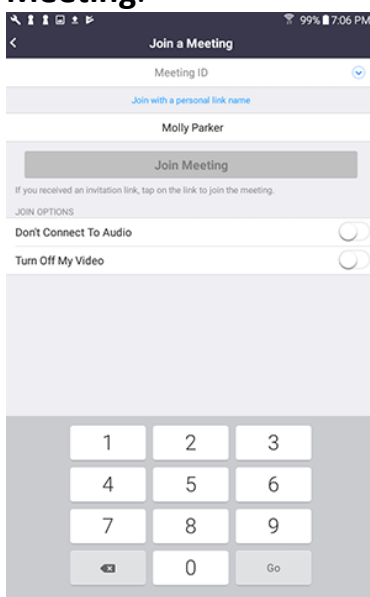 Meeting.
99% 7:06 PM
Join a Meeting
Meeting ID
Join with a personal link name
Molly Parker
Join Meeting
If you received an invitation link, tap on the link to join the meeting.
JOIN OPTIONS
Don't Connect To Audio
Turn Off My Video
1 2 3
4 5 6
7 8 9
0 Go